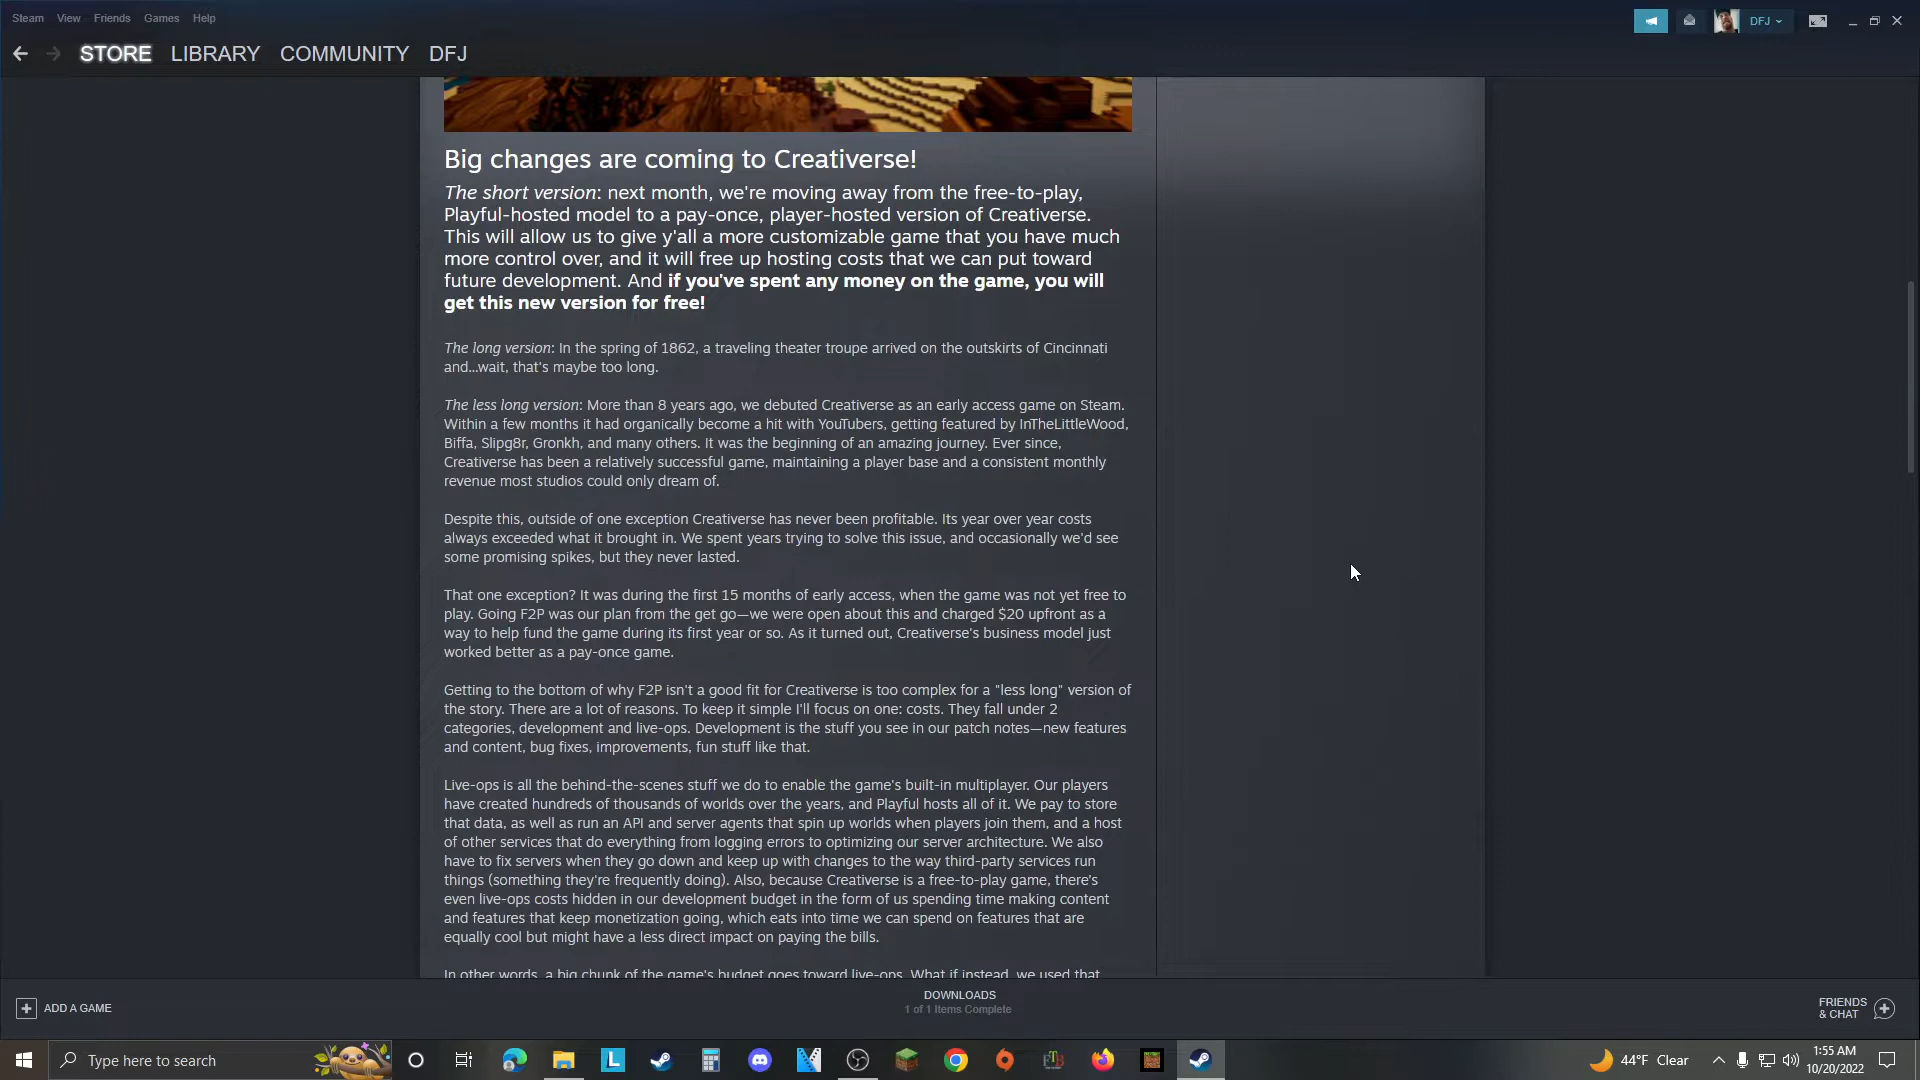 Steam View Friends Games Help
DFJ
STORE LIBRARY COMMUNITY DFJ
Big changes are coming to Creativerse!
The short version: next month, we're moving away from the free-to-play,
Playful-hosted model to a pay-once, player-hosted version of Creativerse.
This will allow us to give y'all a more customizable game that you have much
more control over, and it will free up hosting costs that we can put toward
future development. And if you've spent any money on the game, you will
get this new version for free!
The long version: In the spring of 1862, a traveling theater troupe arrived on the outskirts of Cincinnati
and...wait, that's maybe too long.
The less long version: More than 8 years ago, we debuted Creativerse as an early access game on Steam.
Within a few months it had organically become a hit with YouTubers, getting featured by InTheLittleWood,
Biffa, Slipg8r, Gronkh, and many others. It was the beginning of an amazing journey. Ever since,
Creativerse has been a relatively successful game, maintaining a player base and a consistent monthly
revenue most studios could only dream of.
Despite this, outside of one exception Creativerse has never been profitable. Its year over year costs
always exceeded what it brought in. We spent years trying to solve this issue, and occasionally we'd see
some promising spikes, but they never lasted.
That one exception? It was during the first 15 months of early access, when the game was not yet free to
play. Going F2P was our plan from the get go—we were open about this and charged $20 upfront as a
way to help fund the game during its first year or so. As it turned out, Creativerse's business model just
worked better as a pay-once game.
Getting to the bottom of why F2P isn't a good fit for Creativerse is too complex for a "less long" version of
the story. There are a lot of reasons. To keep it simple I'll focus on one: costs. They fall under 2
categories, development and live-ops. Development is the stuff you see in our patch notes—new features
and content, bug fixes, improvements, fun stuff like that.
Live-ops is all the behind-the-scenes stuff we do to enable the game's built-in multiplayer. Our players
have created hundreds of thousands of worlds over the years, and Playful hosts all of it. We pay to store
that data, as well as run an API and server agents that spin up worlds when players join them, and a host
of other services that do everything from logging errors to optimizing our server architecture. We also
have to fix servers when they go down and keep up with changes to the way third-party services run
things (something they're frequently doing). Also, because Creativerse is a free-to-play game, there's
even live-ops costs hidden in our development budget in the form of us spending time making content
and features that keep monetization going, which eats into time we can spend on features that are
equally cool but might have a less direct impact on paying the bills.
In other words, a big chunk of the game's budget goes toward live-ops. What if instead, we used that
ADD A GAME
DOWNLOADS
1 of 1 Items Complete
FRIENDS
& CHAT
Type here to search
L
44°F Clear
1:55 AM
10/20/2022